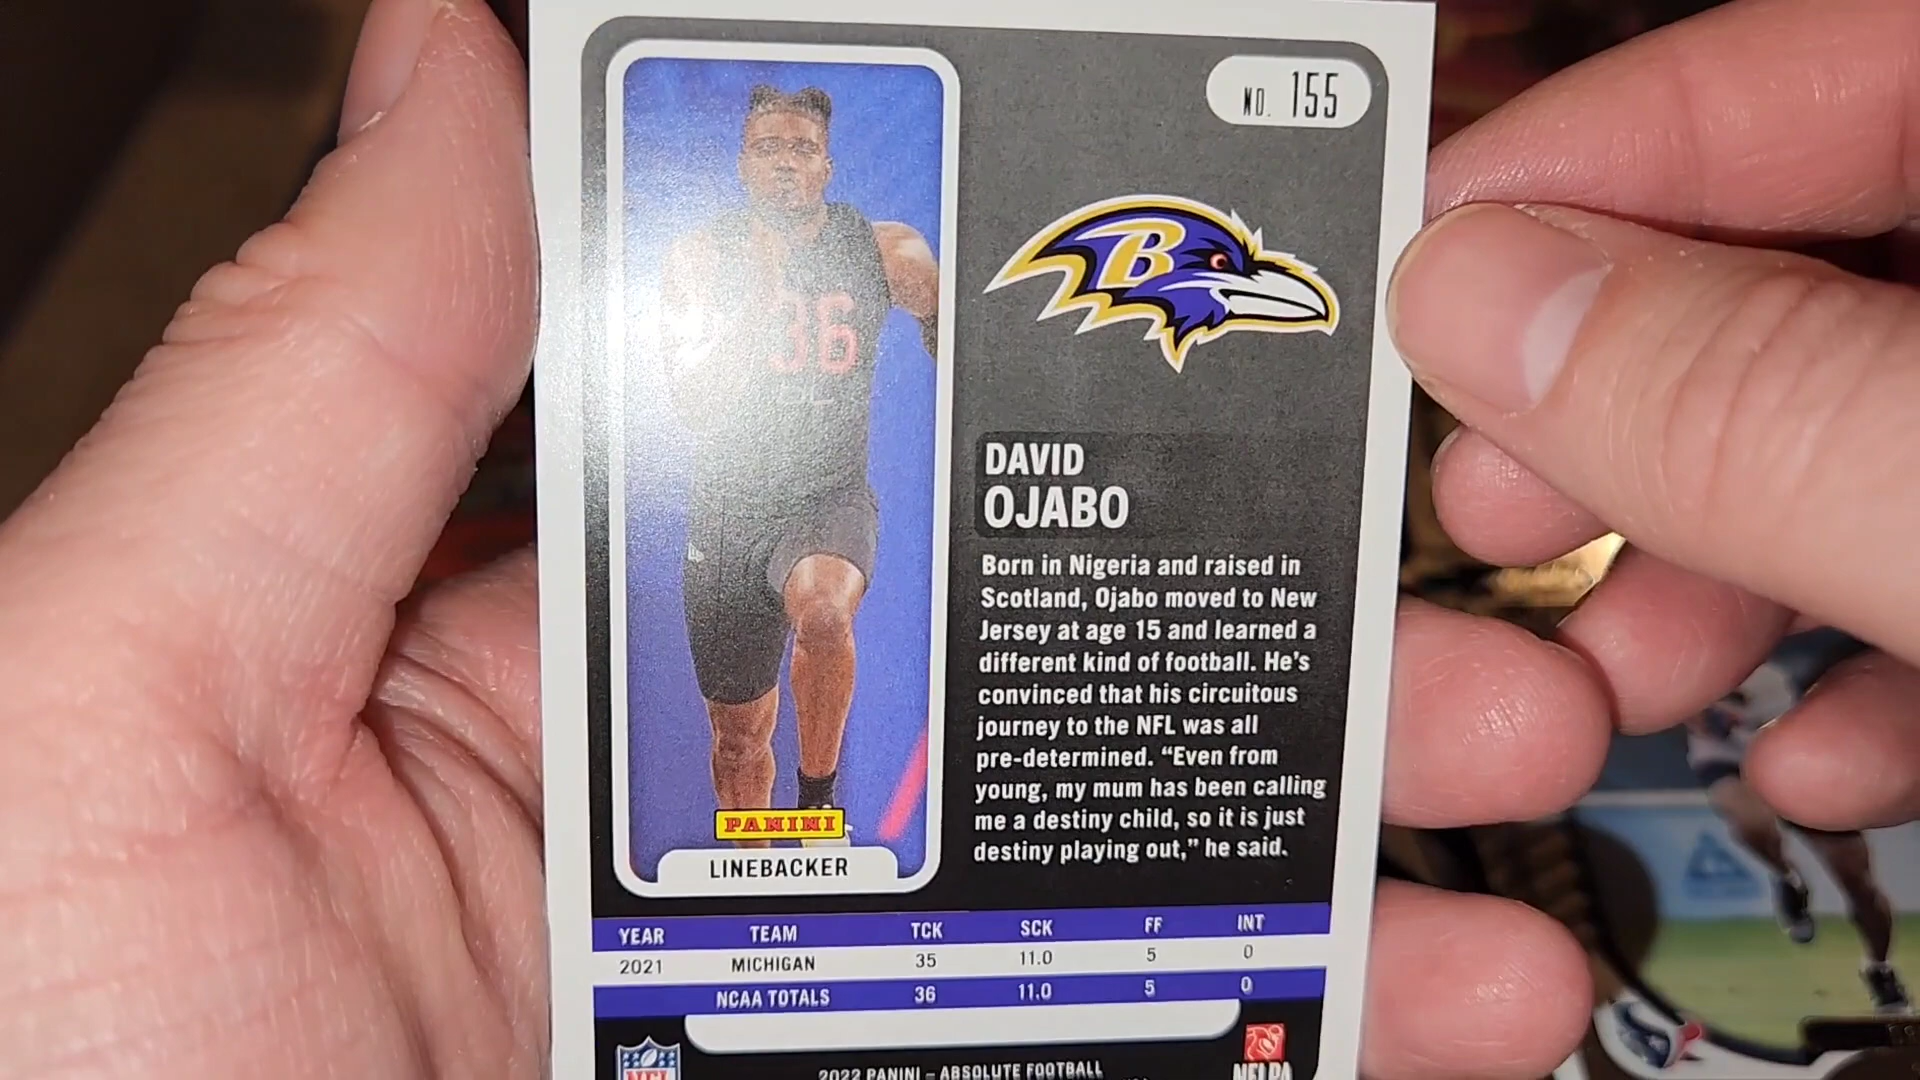 NO. 155
B
36
DAVID
OJABO
Born in Nigeria and raised in
Scotland, Ojabo moved to New
Jersey at age 15 and learned a
different kind of football. He's
convinced that his circuitous
journey to the NFL was all
pre-determined. “Even from
young, my mum has been calling
me a destiny child, so it is just
destiny playing out,” he said.
PANINI
LINEBACKER
YEAR TEAM TCK SCK FF INT
2021 MICHIGAN 35 11.0 5 0
NCAA TOTALS 36 11.0 5 0
NFL
2022 PANINI – ABSOLUTE FOOTBALL
NFLPA